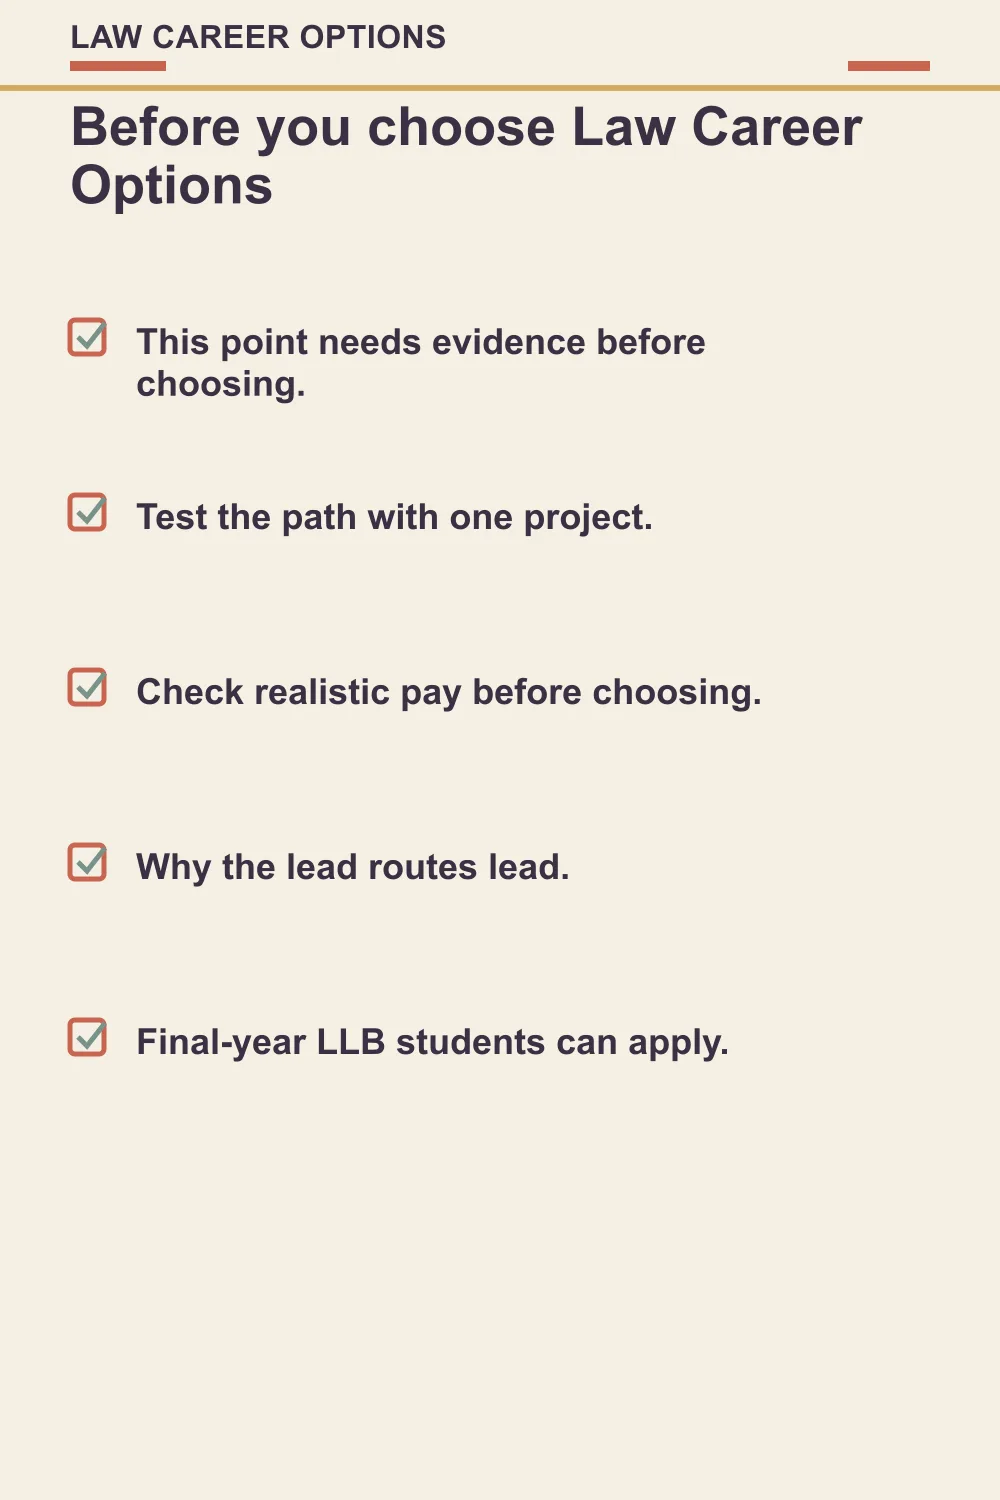 LAW CAREER OPTIONS
Before you choose Law Career
Options
This point needs evidence before
choosing.
Test the path with one project.
Check realistic pay before choosing.
Why the lead routes lead.
Final-year LLB students can apply.